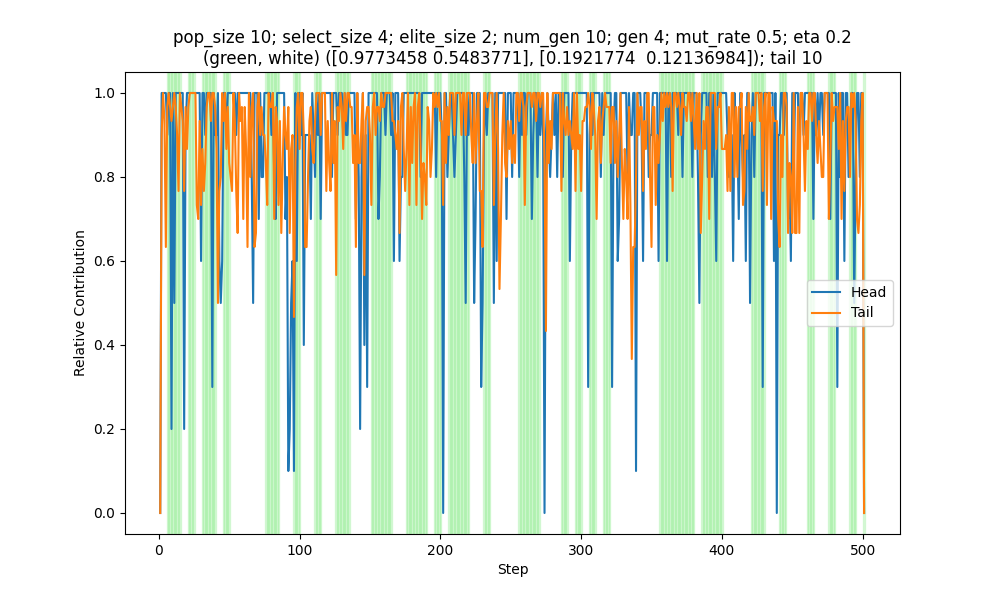 pop_size 10; select_size 4; elite_size 2; num_gen 10; gen 4; mut_rate 0.5; eta 0.2
(green, white) ([0.9773458 0.5483771], [0.1921774  0.12136984]); tail 10
1.0
0.8
0.6
0.4
0.2
0.0
Relative Contribution
Head
Tail
0
100
200
300
400
500
Step